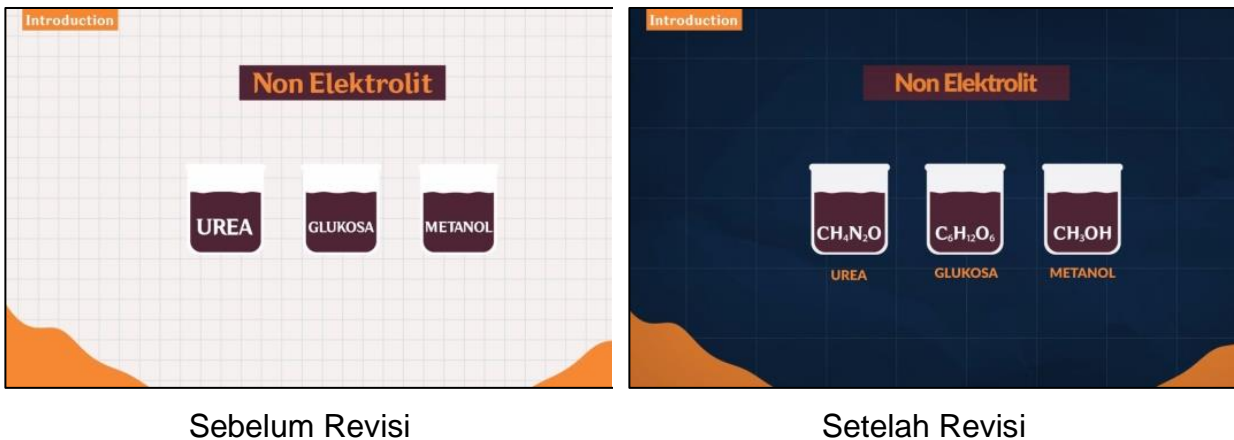 Introduction
Non Elektrolit
UREA
GLUKOSA
METANOL
Sebelum Revisi
Introduction
Non Elektrolit
CH₄N₂O
C₆H₁₂O₆
CH₃OH
UREA
GLUKOSA
METANOL
Setelah Revisi